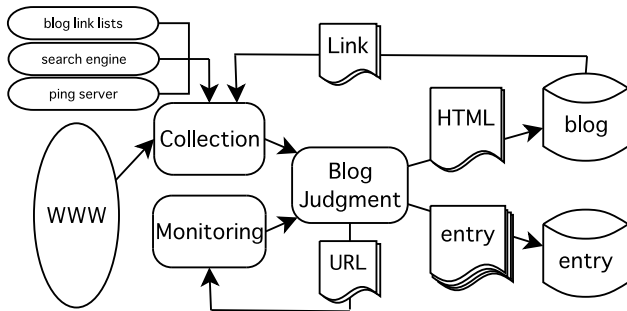 blog link lists
search engine
ping server
Link
Collection
HTML
blog
WWW
Blog
Judgment
Monitoring
URL
entry
entry